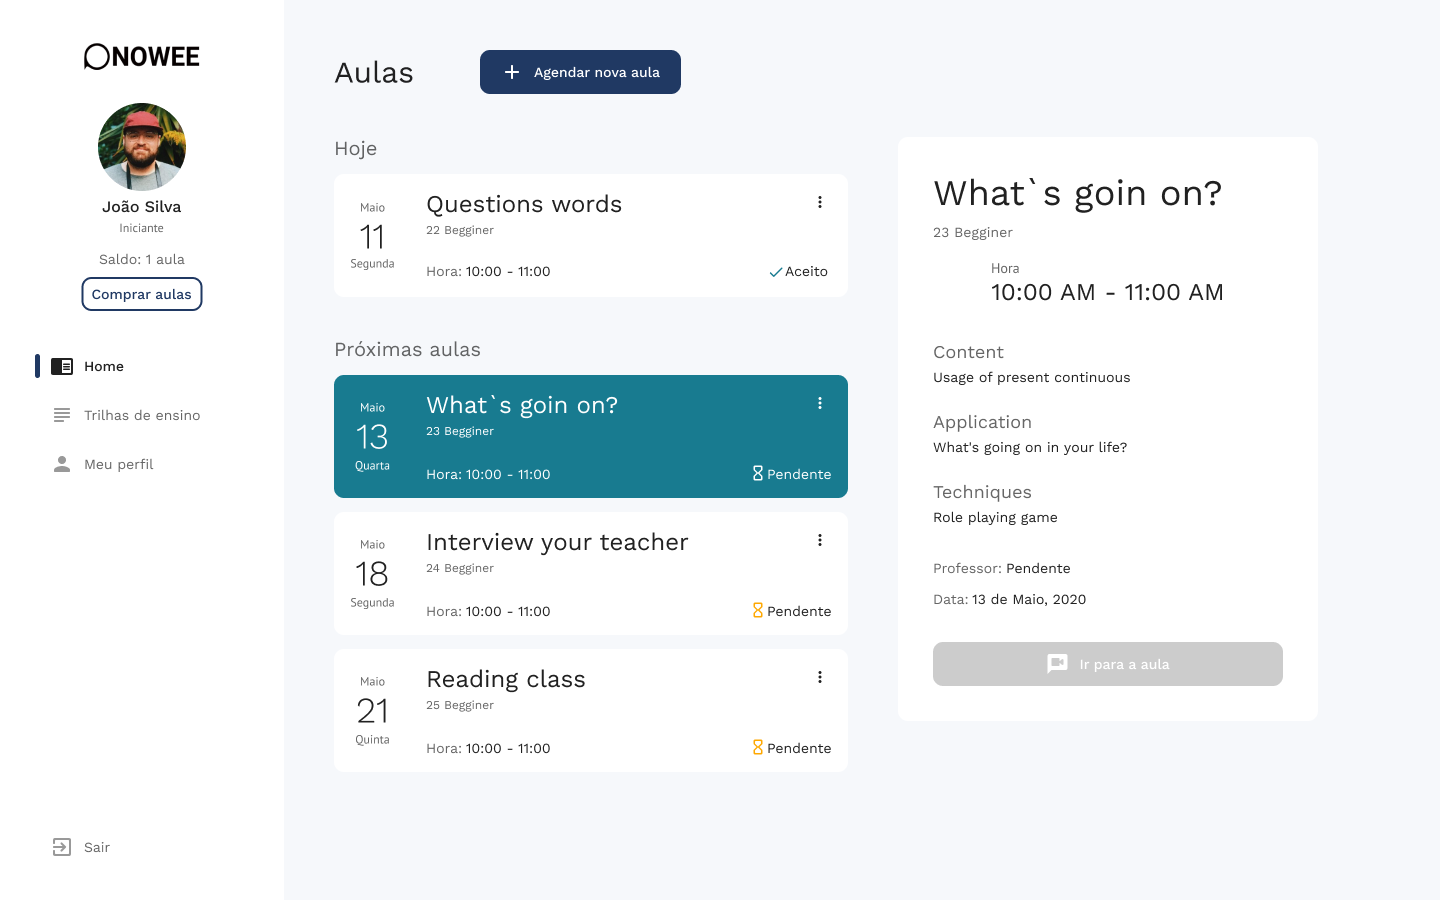 NOWEE
João Silva
Iniciante
Saldo: 1 aula
Comprar aulas
Home
Trilhas de ensino
Meu perfil
Sair
Aulas
Agendar nova aula
Hoje
Maio
11
Segunda
Questions words
22 Begginer
Hora: 10:00 - 11:00
Aceito
Próximas aulas
Maio
13
Quarta
What`s goin on?
23 Begginer
Hora: 10:00 - 11:00
Pendente
Maio
18
Segunda
Interview your teacher
24 Begginer
Hora: 10:00 - 11:00
Pendente
Maio
21
Quinta
Reading class
25 Begginer
Hora: 10:00 - 11:00
Pendente
What`s goin on?
23 Begginer
Hora
10:00 AM - 11:00 AM
Content
Usage of present continuous
Application
What's going on in your life?
Techniques
Role playing game
Professor: Pendente
Data: 13 de Maio, 2020
Ir para a aula